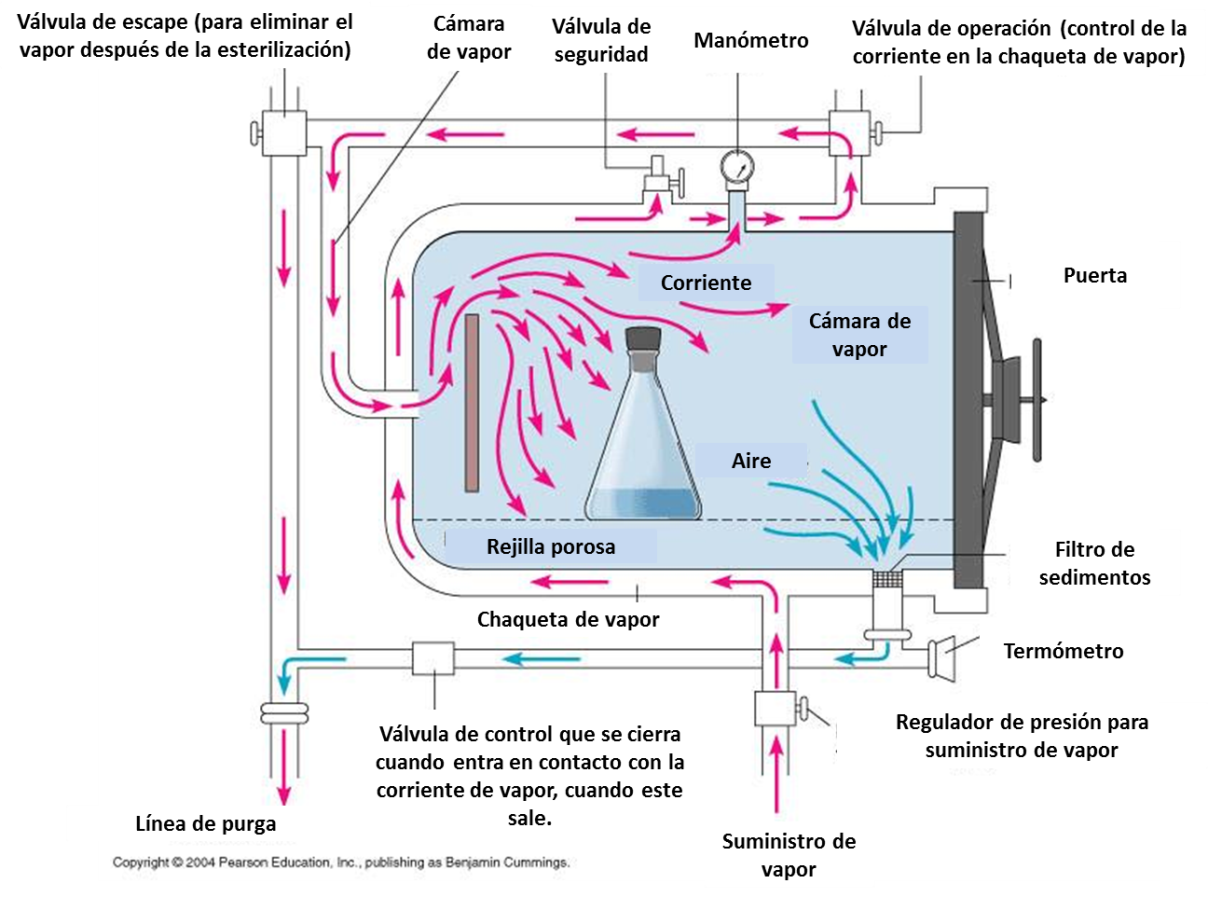 Válvula de escape (para eliminar el
vapor después de la esterilización)
Cámara
de vapor
Válvula de
seguridad
Manómetro
Válvula de operación (control de la
corriente en la chaqueta de vapor)
Corriente
Cámara de
vapor
Puerta
Aire
Rejilla porosa
Filtro de
sedimentos
Chaqueta de vapor
Termómetro
Válvula de control que se cierra
cuando entra en contacto con la
corriente de vapor, cuando este
sale.
Regulador de presión para
suministro de vapor
Línea de purga
Suministro de
vapor
Copyright © 2004 Pearson Education, Inc., publishing as Benjamin Cummings.